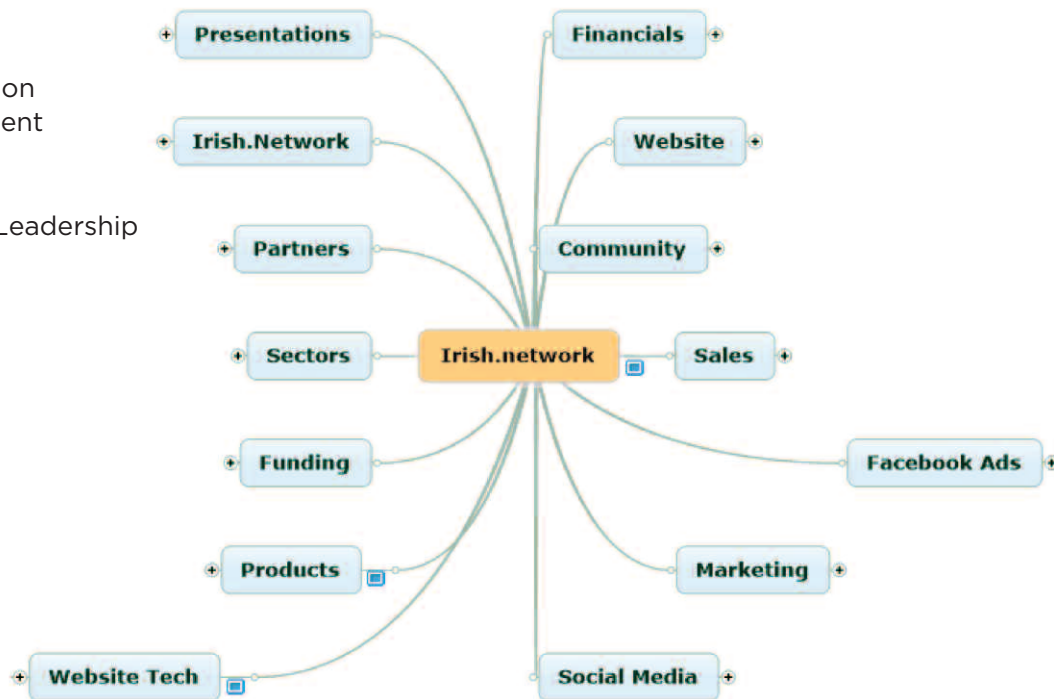 on
ent
Leadership
Presentations
Irish.Network
Partners
Sectors
Funding
Products
Website Tech
Irish.network
Financials
Website
Community
Sales
Facebook Ads
Marketing
Social Media